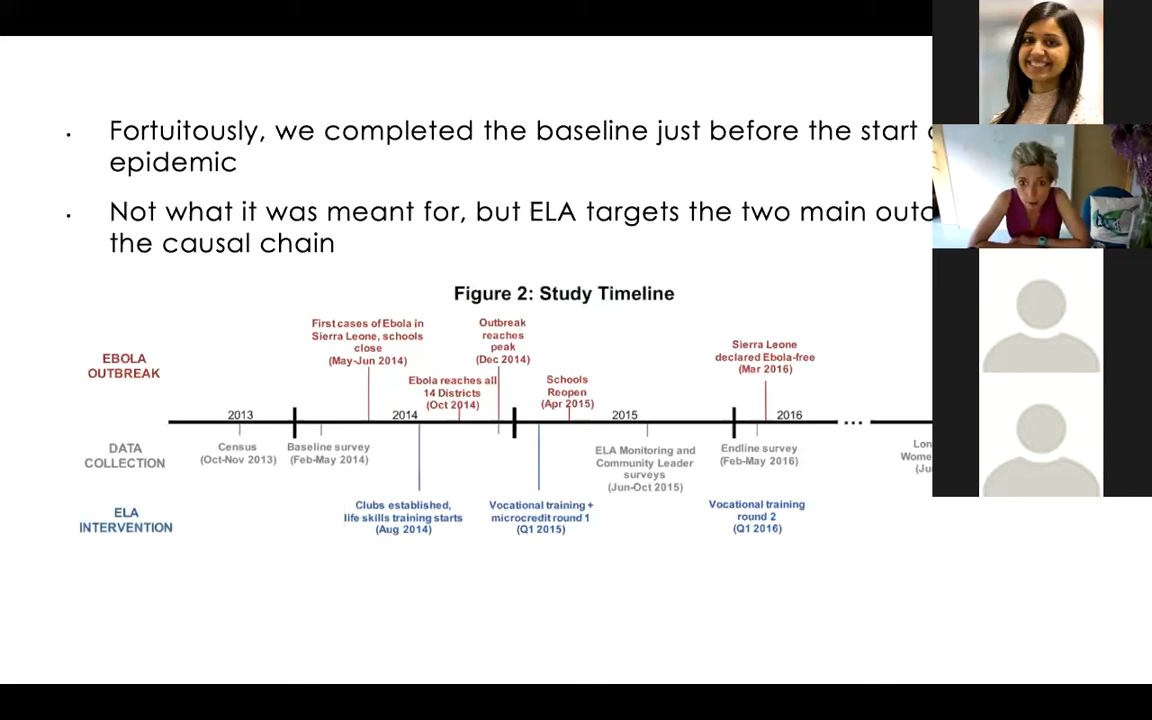 Fortuitously, we completed the baseline just before the start
epidemic
Not what it was meant for, but ELA targets the two main
the causal chain
Figure 2: Study Timeline
EBOLA
OUTBREAK
First cases of Ebola in
Sierra Leone, schools
close
(May-Jun 2014)
Ebola reaches all
14 Districts
(Oct 2014)
Outbreak
reaches
peak
(Dec 2014)
Schools
Reopen
(Apr 2015)
Sierra Leone
declared Ebola-free
(Mar 2016)
2013
2014
2015
2016
...
DATA
COLLECTION
Census
(Oct-Nov 2013)
Baseline survey
(Feb-May 2014)
ELA Monitoring and
Community Leader
surveys
(Jun-Oct 2015)
Endline survey
(Feb-May 2016)
ELA
INTERVENTION
Clubs established,
life skills training starts
(Aug 2014)
Vocational training +
microcredit round 1
(Q1 2015)
Vocational training
round 2
(Q1 2016)